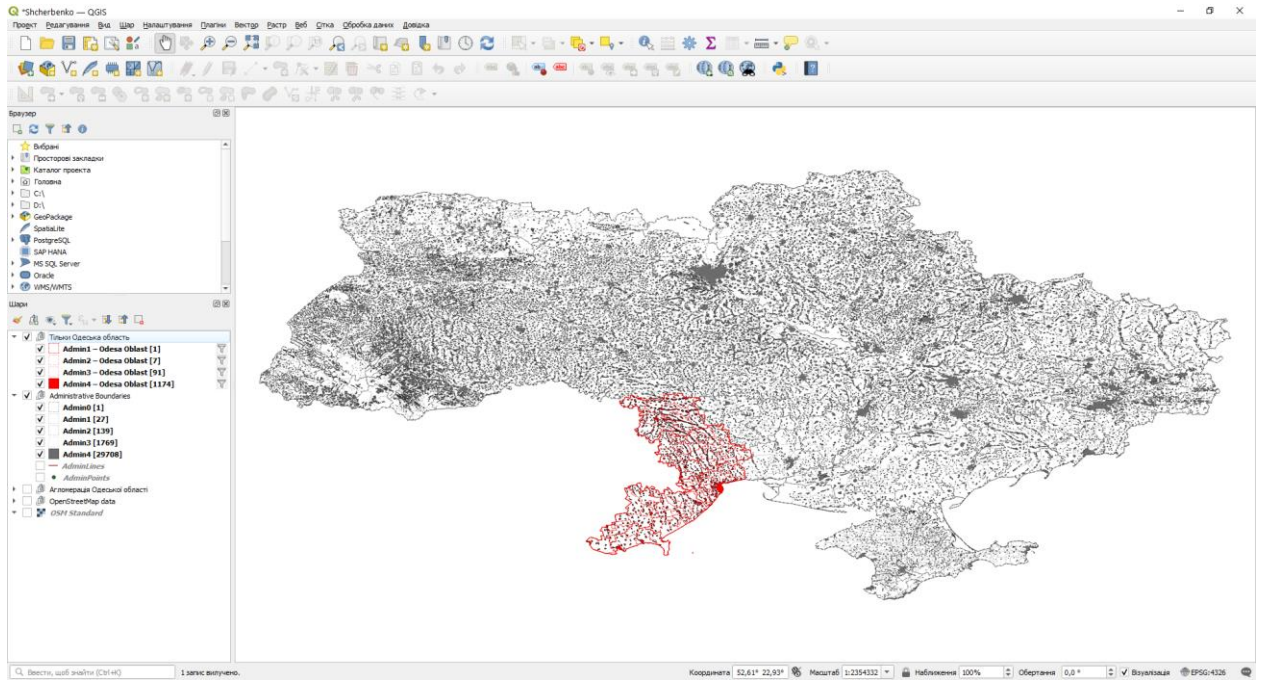 *Shcherbenko — QGIS
Проект Редагування Вид Шар Налаштування Плагіни Вектор Растр Веб Сітка Обробка даних Довідка
Браузер
Вибрані
Просторові закладки
Каталог проекта
Головна
C:\
D:\
GeoPackage
SpatiaLite
PostgreSQL
SAP HANA
MS SQL Server
Oracle
WMS/WMTS
Шари
Тільки Одеська область
Admin1 – Odesa Oblast [1]
Admin2 – Odesa Oblast [7]
Admin3 – Odesa Oblast [91]
Admin4 – Odesa Oblast [1174]
Administrative Boundaries
Admin0 [1]
Admin1 [27]
Admin2 [139]
Admin3 [1769]
Admin4 [29708]
AdminLines
AdminPoints
Агломерація Одеської області
OpenStreetMap data
OSM Standard
Ввести, щоб знайти (Ctrl+K) 1 запис вилучено. Координата 52,61° 22,93° Масштаб 1:2354332 Наближення 100% Обертання 0,0 ° Візуалізація EPSG:4326